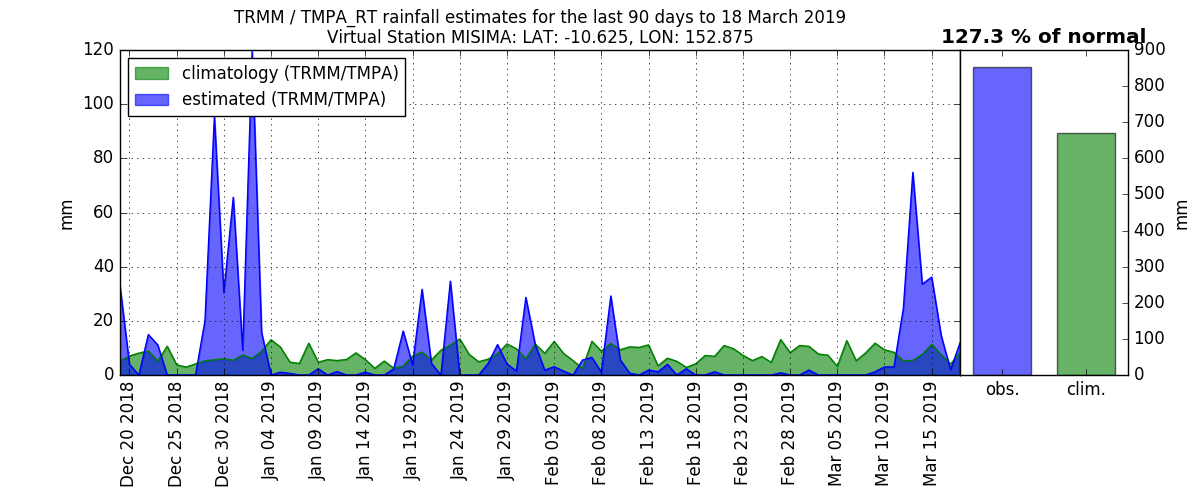 TRMM / TMPA_RT rainfall estimates for the last 90 days to 18 March 2019
Virtual Station MISIMA: LAT: -10.625, LON: 152.875
127.3 % of normal
climatology (TRMM/TMPA)
estimated (TRMM/TMPA)
120
100
80
60
40
20
0
mm
Dec 20 2018
Dec 25 2018
Dec 30 2018
Jan 04 2019
Jan 09 2019
Jan 14 2019
Jan 19 2019
Jan 24 2019
Jan 29 2019
Feb 03 2019
Feb 08 2019
Feb 13 2019
Feb 18 2019
Feb 23 2019
Feb 28 2019
Mar 05 2019
Mar 10 2019
Mar 15 2019
900
800
700
600
500
400
300
200
100
0
mm
obs.
clim.